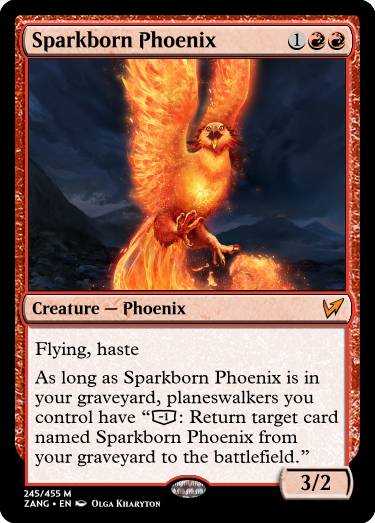 Sparkborn Phoenix 1
Creature — Phoenix
Flying, haste
As long as Sparkborn Phoenix is in
your graveyard, planeswalkers you
control have “-1: Return target card
named Sparkborn Phoenix from
your graveyard to the battlefield.”
3/2
245/455 M
ZANG • EN Olga Kharyton